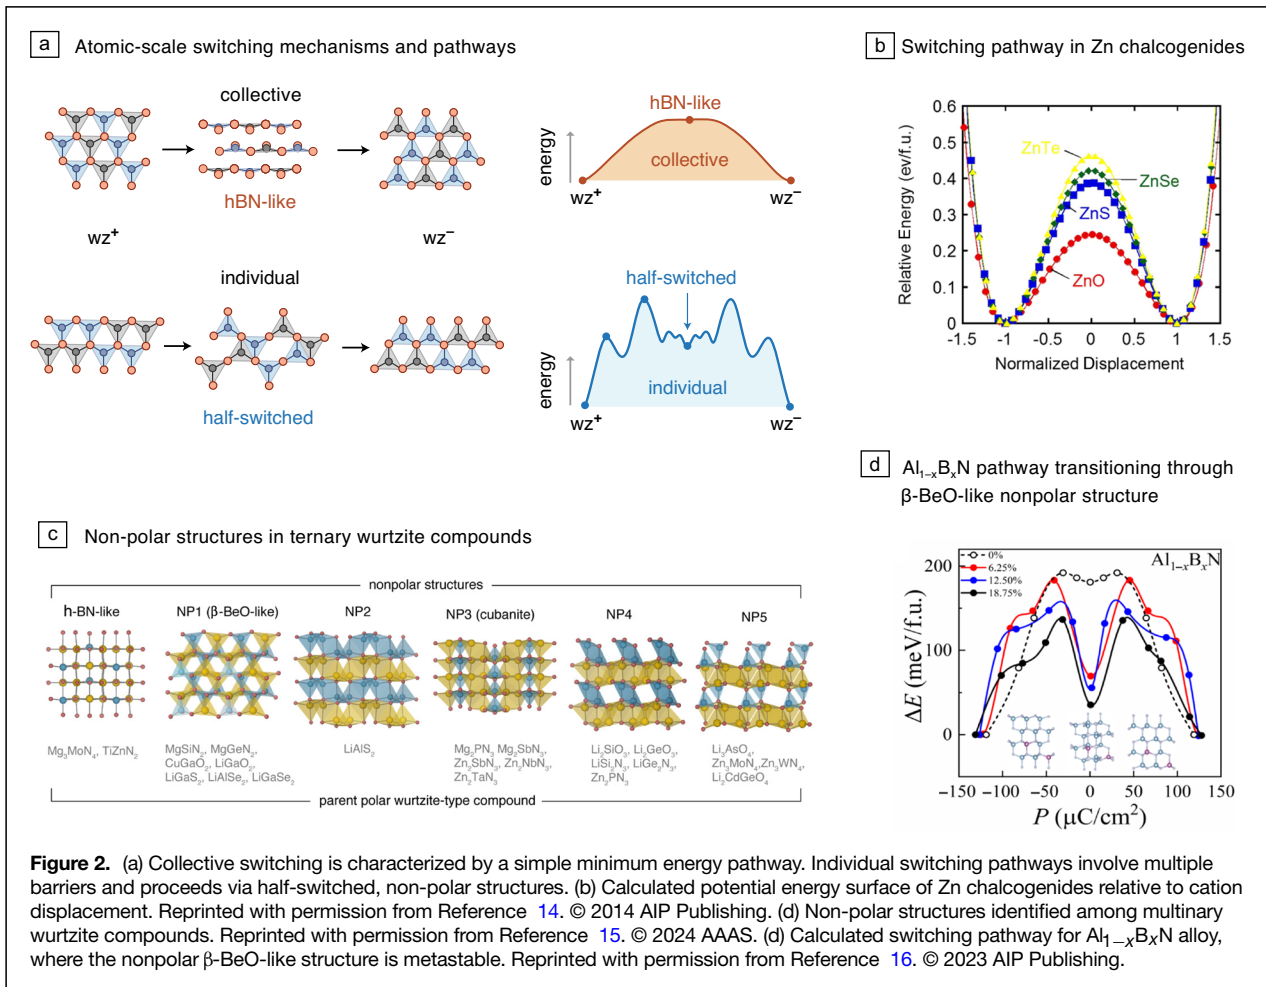 a Atomic-scale switching mechanisms and pathways
collective
hBN-like
wz⁺
wz⁻
hBN-like
energy
collective
wz⁺
wz⁻
individual
half-switched
half-switched
energy
individual
wz⁺
wz⁻
b Switching pathway in Zn chalcogenides
0.6
0.5
0.4
0.3
0.2
0.1
0
Relative Energy (ev/f.u.)
ZnTe
ZnSe
ZnS
ZnO
-1.5 -1 -0.5 0 0.5 1 1.5
Normalized Displacement
c Non-polar structures in ternary wurtzite compounds
nonpolar structures
h-BN-like
NP1 (β-BeO-like)
NP2
NP3 (cubanite)
NP4
NP5
Mg₃MoN₄, TiZnN₂
MgSiN₂, MgGeN₂,
CuGaO₂, LiGaO₂,
LiGaS₂, LiAlSe₂, LiGaSe₂
LiAlS₂
Mg₂PN₃ Mg₂SbN₃,
Zn₂SbN₃, Zn₂NbN₃,
Zn₂TaN₃
Li₂SiO₃, Li₂GeO₃,
LiSi₂N₃, LiGe₂N₃,
Zn₂PN₃
Li₃AsO₄,
Zn₃MoN₄,Zn₃WN₄,
Li₂CdGeO₄
parent polar wurtzite-type compound
d Al₁₋ₓBₓN pathway transitioning through
β-BeO-like nonpolar structure
Al₁₋ₓBₓN
0%
6.25%
12.50%
18.75%
200
100
0
ΔE (meV/f.u.)
−150 −100 −50 0 50 100 150
P (μC/cm²)
Figure 2. (a) Collective switching is characterized by a simple minimum energy pathway. Individual switching pathways involve multiple
barriers and proceeds via half-switched, non-polar structures. (b) Calculated potential energy surface of Zn chalcogenides relative to cation
displacement. Reprinted with permission from Reference 14. © 2014 AIP Publishing. (d) Non-polar structures identified among multinary
wurtzite compounds. Reprinted with permission from Reference 15. © 2024 AAAS. (d) Calculated switching pathway for Al₁₋ₓBₓN alloy,
where the nonpolar β-BeO-like structure is metastable. Reprinted with permission from Reference 16. © 2023 AIP Publishing.